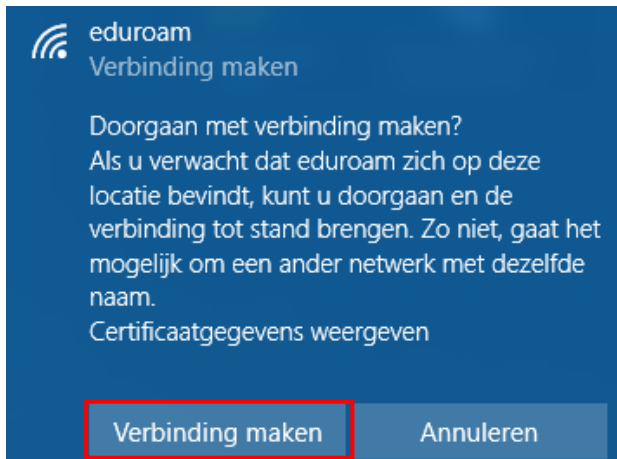 eduroam
Verbinding maken
Doorgaan met verbinding maken?
Als u verwacht dat eduroam zich op deze
locatie bevindt, kunt u doorgaan en de
verbinding tot stand brengen. Zo niet, gaat het
mogelijk om een ander netwerk met dezelfde
naam.
Certificaatgegevens weergeven
Verbinding maken Annuleren